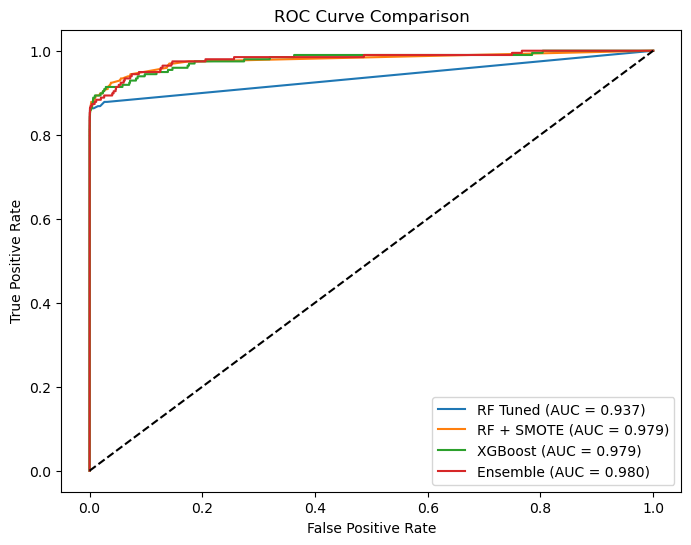 ROC Curve Comparison
1.0
0.8
0.6
0.4
0.2
0.0
True Positive Rate
RF Tuned (AUC = 0.937)
RF + SMOTE (AUC = 0.979)
XGBoost (AUC = 0.979)
Ensemble (AUC = 0.980)
0.0 0.2 0.4 0.6 0.8 1.0
False Positive Rate